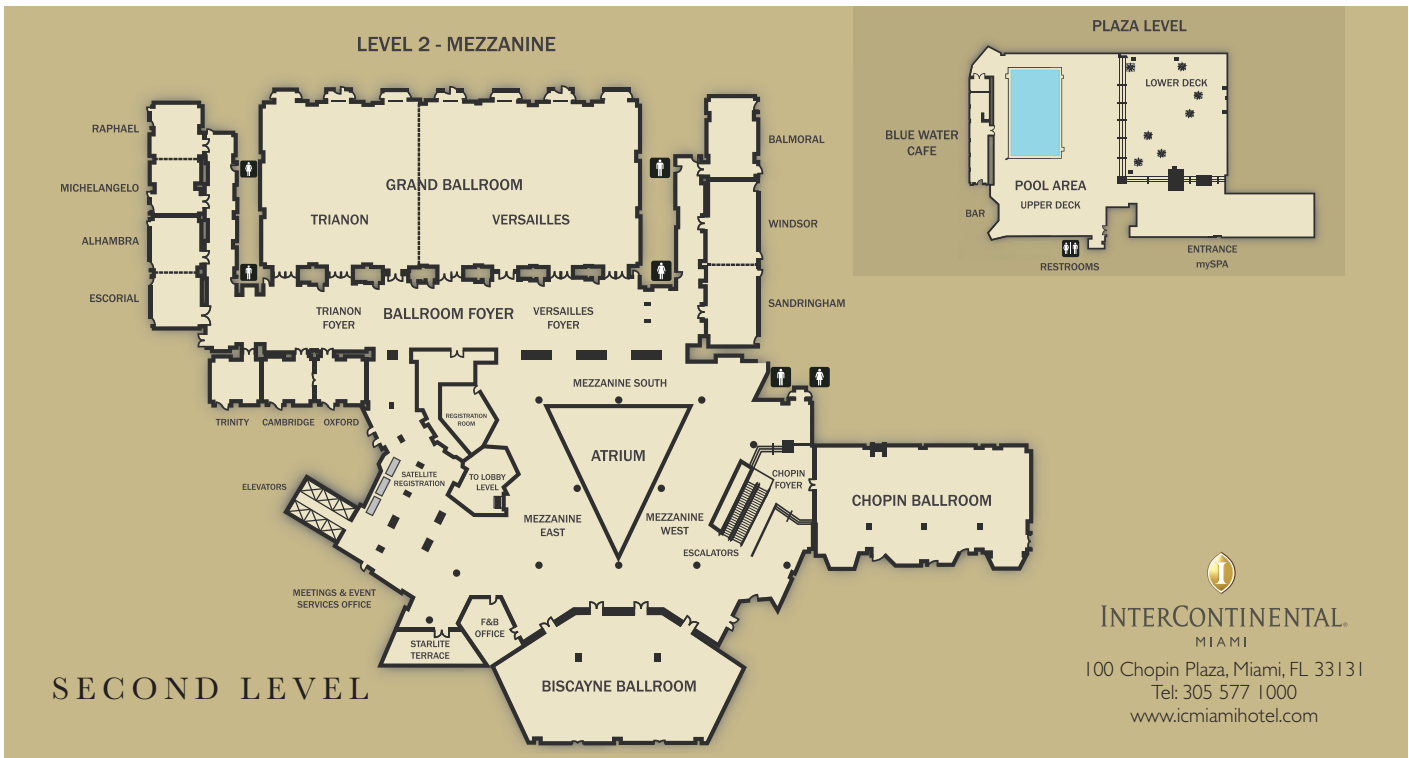 LEVEL 2 - MEZZANINE
PLAZA LEVEL
LOWER DECK
BLUE WATER
CAFE
POOL AREA
UPPER DECK
BAR
RESTROOMS
ENTRANCE
mySPA
RAPHAEL
MICHELANGELO
ALHAMBRA
ESCORIAL
GRAND BALLROOM
TRIANON
VERSAILLES
BALMORAL
WINDSOR
SANDRINGHAM
TRIANON
FOYER
BALLROOM FOYER
VERSAILLES
FOYER
MEZZANINE SOUTH
TRINITY
CAMBRIDGE
OXFORD
REGISTRATION
ROOM
ATRIUM
SATELLITE
REGISTRATION
TO LOBBY
LEVEL
ELEVATORS
MEZZANINE
EAST
MEZZANINE
WEST
CHOPIN
FOYER
CHOPIN BALLROOM
ESCALATORS
MEETINGS & EVENT
SERVICES OFFICE
F&B
OFFICE
STARLITE
TERRACE
BISCAYNE BALLROOM
SECOND LEVEL
I
INTERCONTINENTAL®
MIAMI
100 Chopin Plaza, Miami, FL 33131
Tel: 305 577 1000
www.icmiamihotel.com